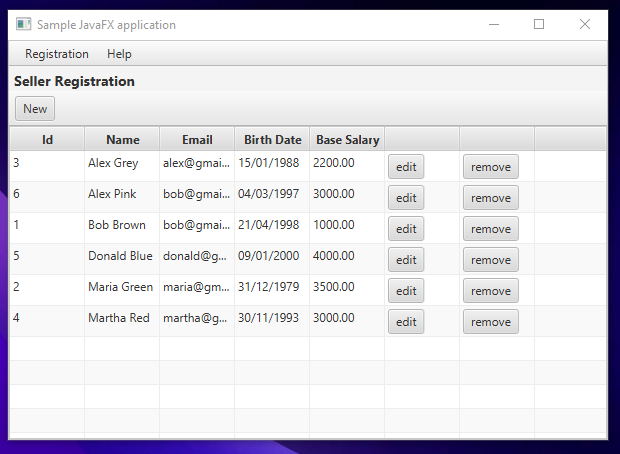 Sample JavaFX application
Registration Help
Seller Registration
New
Id Name Email Birth Date Base Salary
3 Alex Grey alex@gmai... 15/01/1988 2200.00 edit remove
6 Alex Pink bob@gmai... 04/03/1997 3000.00 edit remove
1 Bob Brown bob@gmai... 21/04/1998 1000.00 edit remove
5 Donald Blue donald@g... 09/01/2000 4000.00 edit remove
2 Maria Green maria@gm... 31/12/1979 3500.00 edit remove
4 Martha Red martha@g... 30/11/1993 3000.00 edit remove